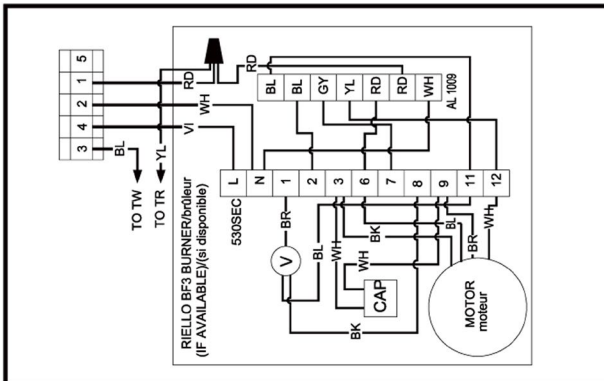 5
1
2
4
3
RD
WH
VI
BL
YL
TO TW
TO TR
RD
BL
BL
GY
YL
RD
RD
WH
AL 1009
RIELLO BF3 BURNER/brûleur
(IF AVAILABLE)/(si disponible)
530SEC
L
N
1
2
3
6
7
8
9
11
12
BR
V
BL
WH
BK
WH
BL
BR
WH
CAP
BK
MOTOR
moteur